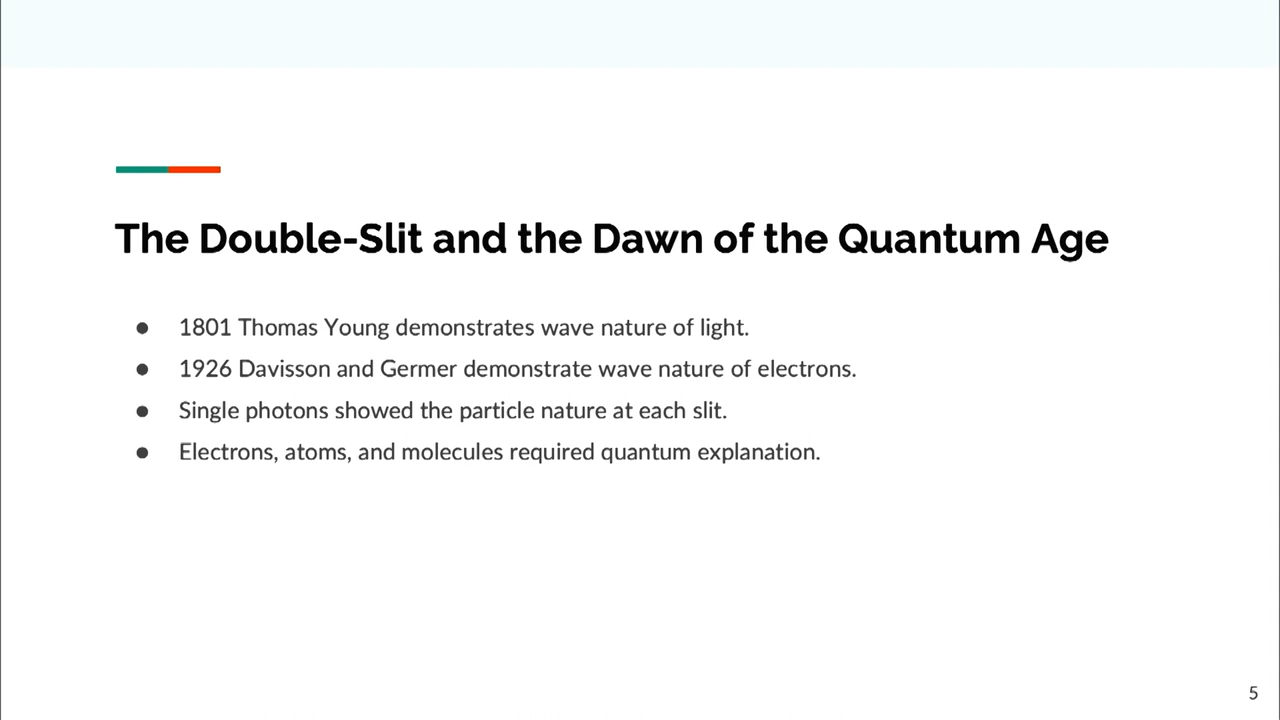 The Double-Slit and the Dawn of the Quantum Age
● 1801 Thomas Young demonstrates wave nature of light.
● 1926 Davisson and Germer demonstrate wave nature of electrons.
● Single photons showed the particle nature at each slit.
● Electrons, atoms, and molecules required quantum explanation.
5